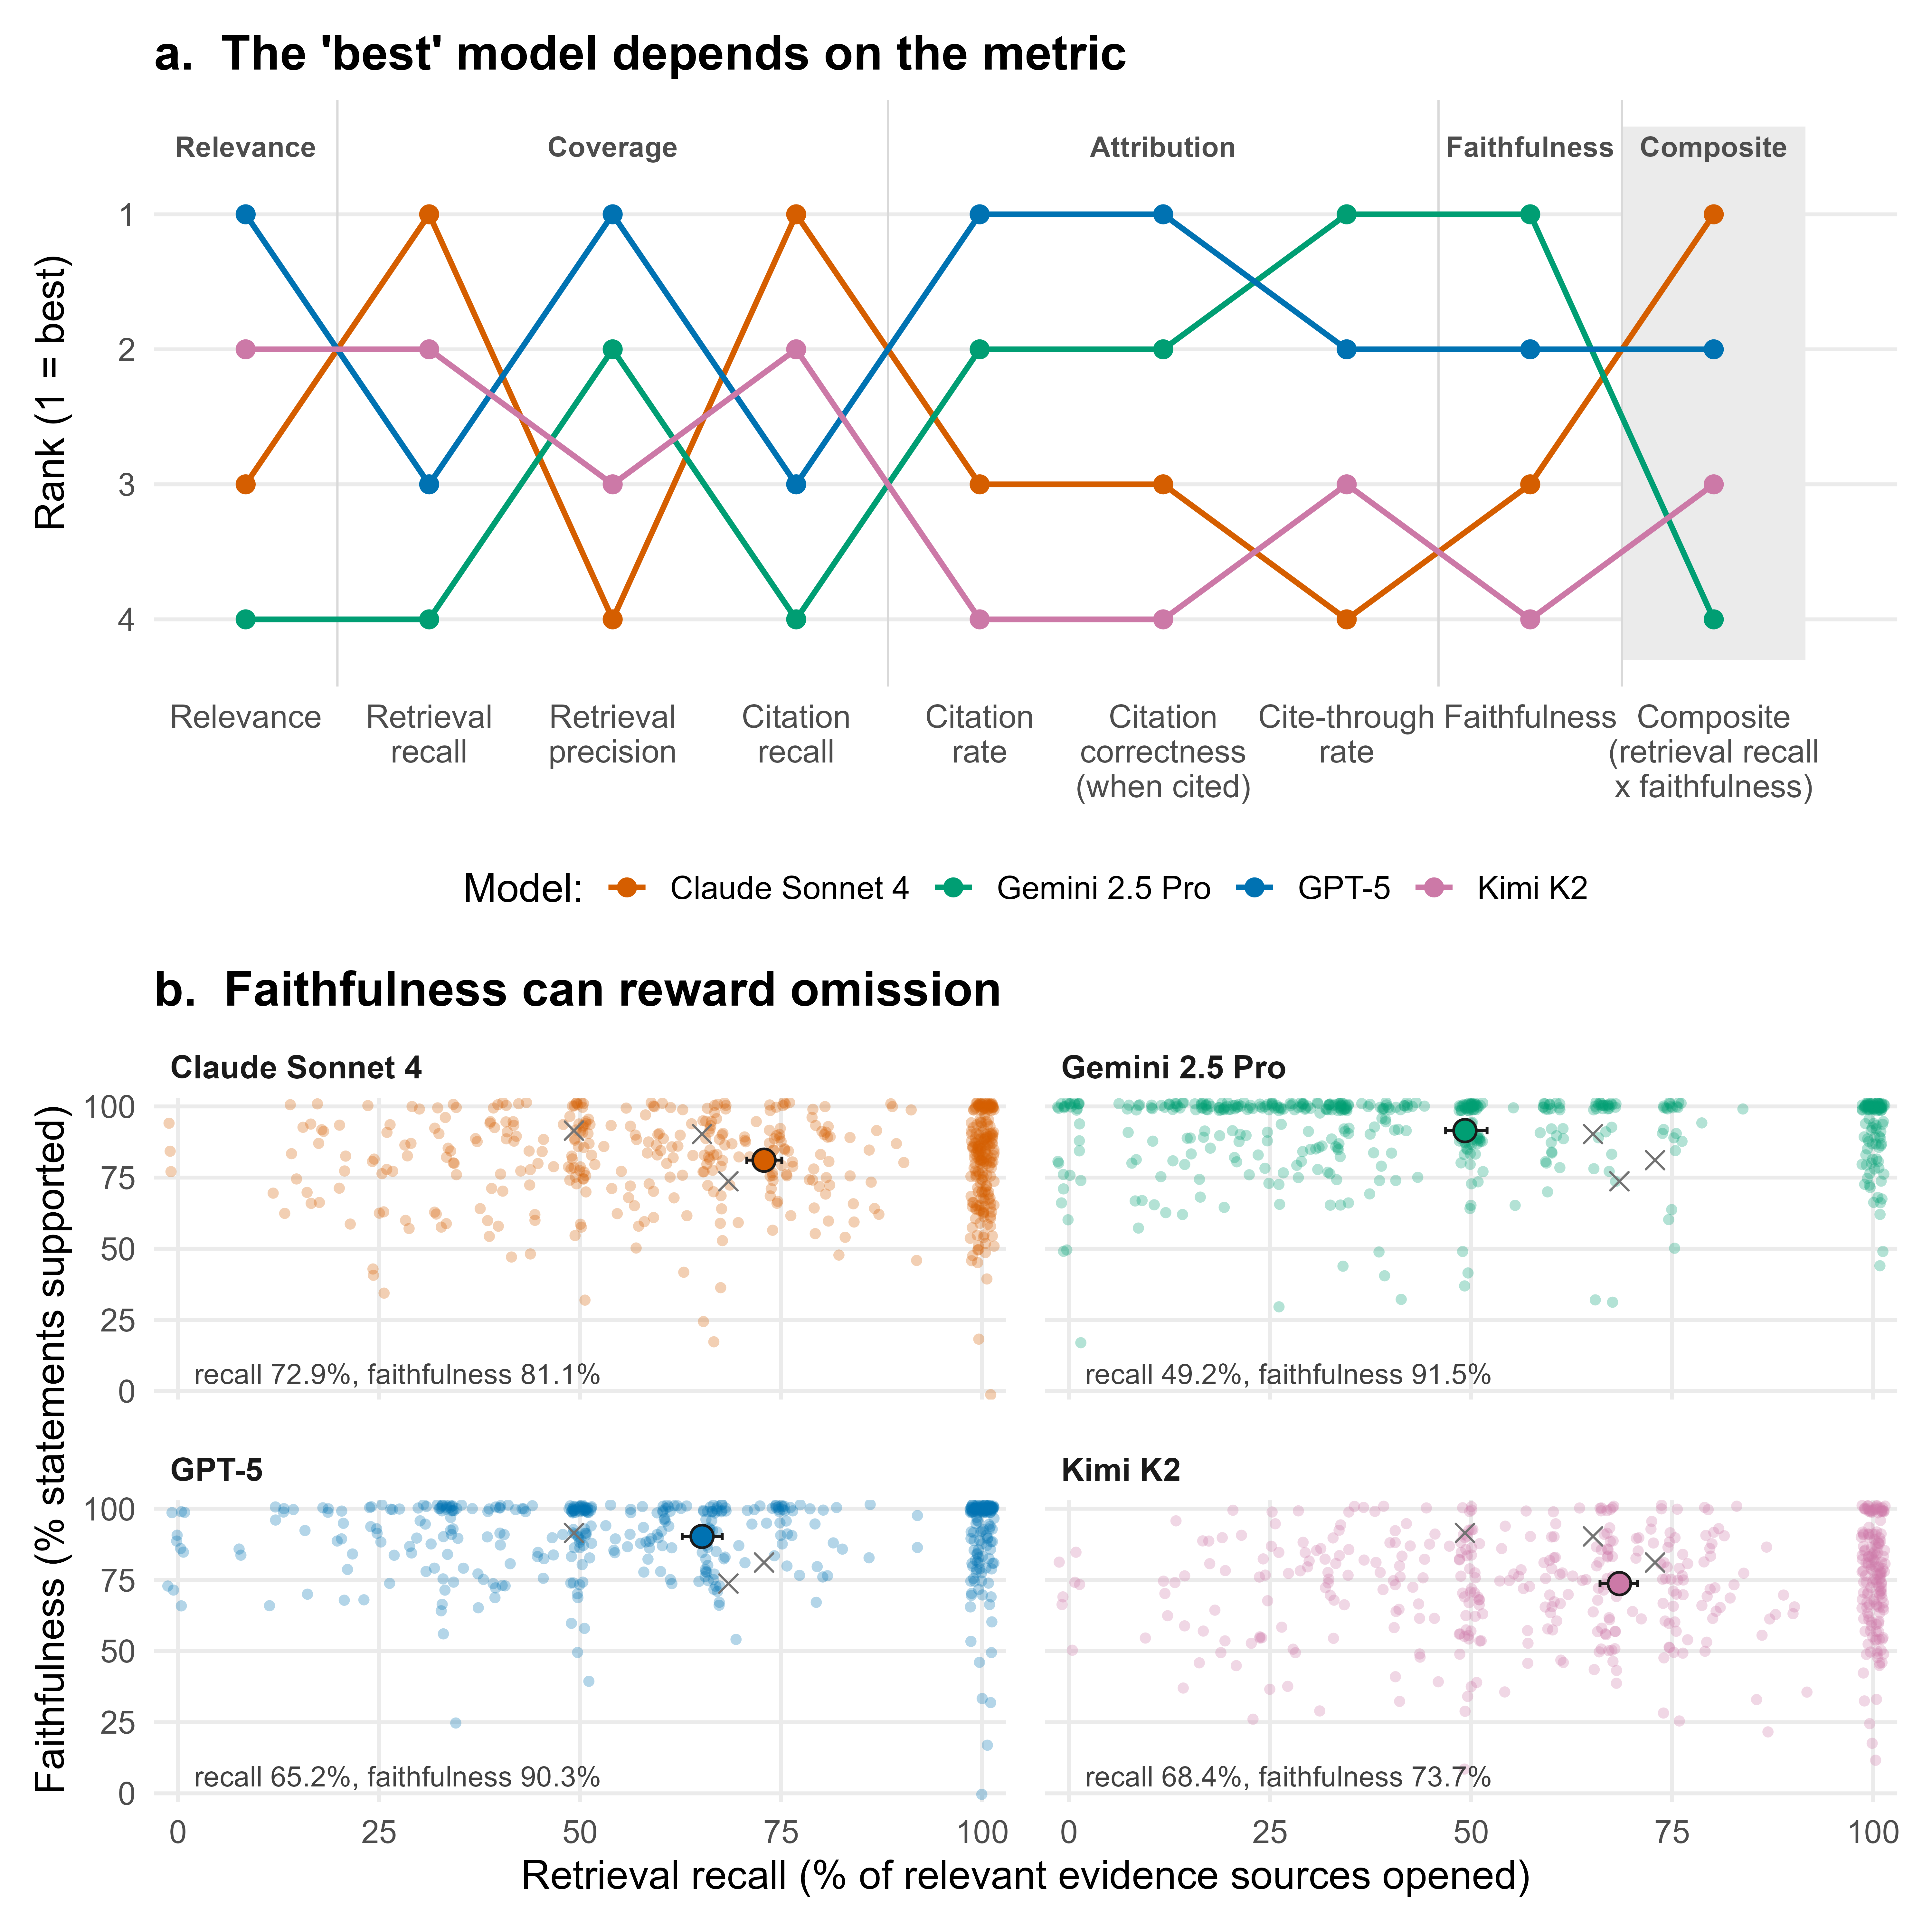 a. The 'best' model depends on the metric
Relevance
Coverage
Attribution
Faithfulness
Composite
Rank (1 = best)
1
2
3
4
Relevance
Retrieval
recall
Retrieval
precision
Citation
recall
Citation
rate
Citation
correctness
(when cited)
Cite-through
rate
Faithfulness
Composite
(retrieval recall
x faithfulness)
Model:
Claude Sonnet 4
Gemini 2.5 Pro
GPT-5
Kimi K2
b. Faithfulness can reward omission
Faithfulness (% statements supported)
Claude Sonnet 4
100
75
50
25
0
recall 72.9%, faithfulness 81.1%
Gemini 2.5 Pro
recall 49.2%, faithfulness 91.5%
GPT-5
100
75
50
25
0
recall 65.2%, faithfulness 90.3%
0
25
50
75
100
Kimi K2
recall 68.4%, faithfulness 73.7%
0
25
50
75
100
Retrieval recall (% of relevant evidence sources opened)